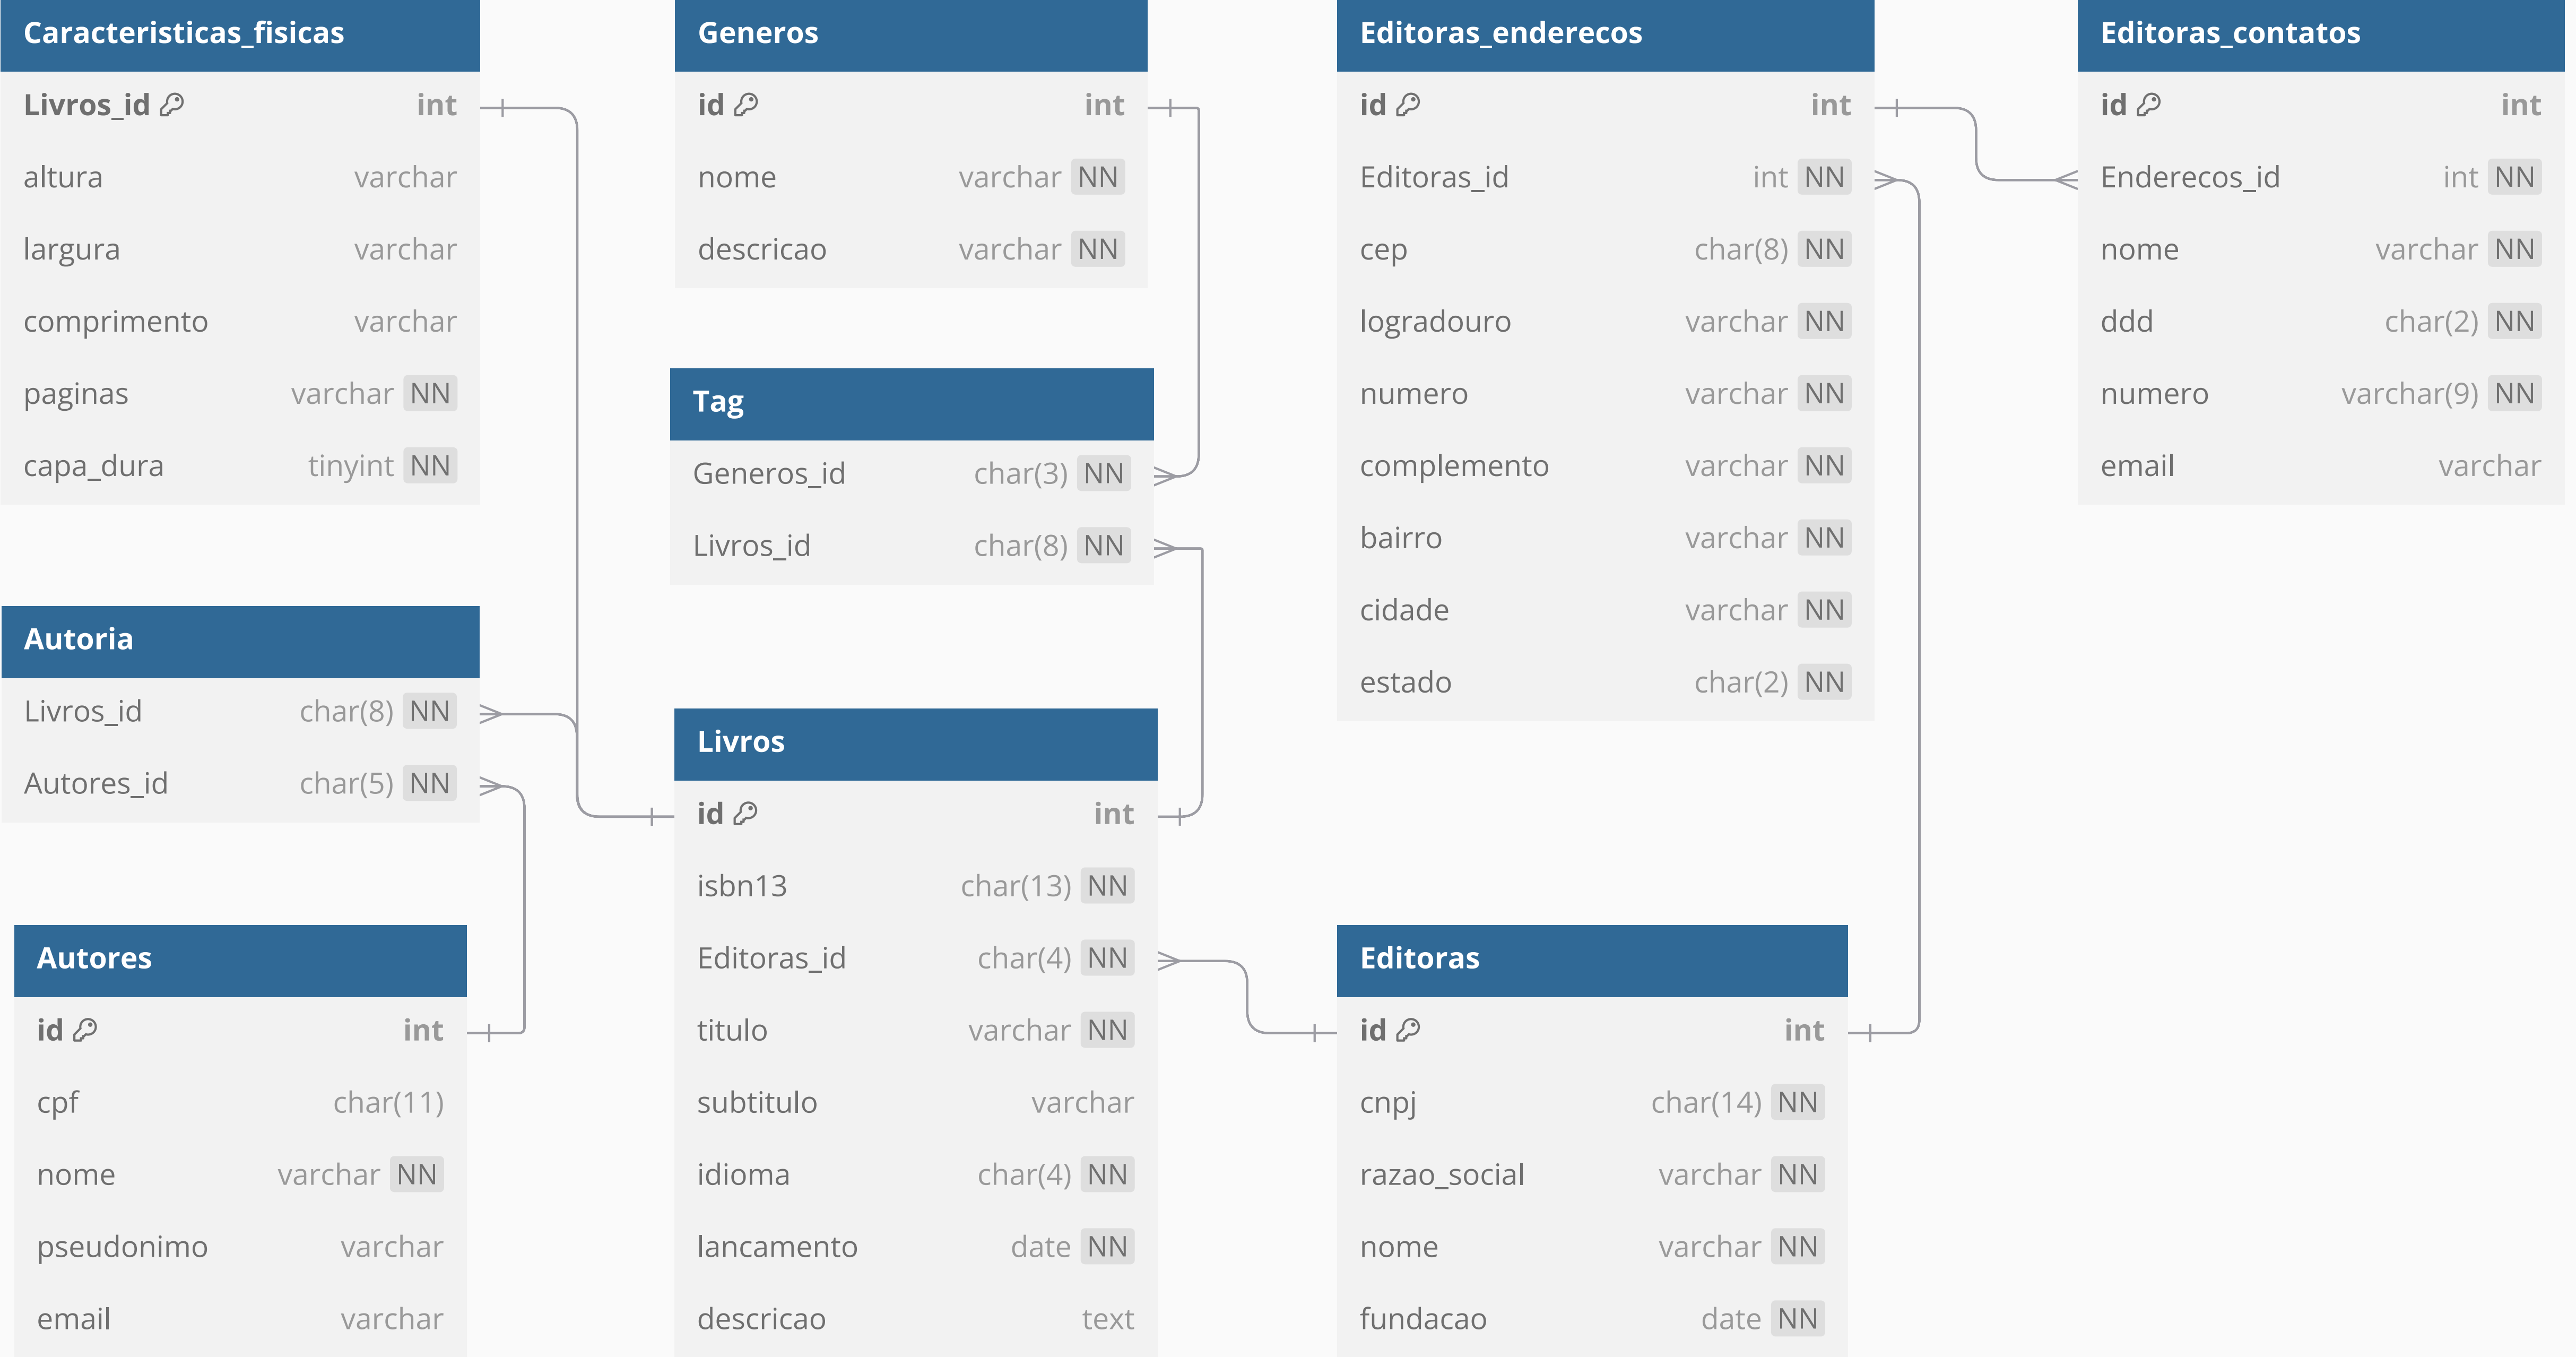 Caracteristicas_fisicas
Livros_id int
altura varchar
largura varchar
comprimento varchar
paginas varchar NN
capa_dura tinyint NN
Generos
id int
nome varchar NN
descricao varchar NN
Editoras_enderecos
id int
Editoras_id int NN
cep char(8) NN
logradouro varchar NN
numero varchar NN
complemento varchar NN
bairro varchar NN
cidade varchar NN
estado char(2) NN
Editoras_contatos
id int
Enderecos_id int NN
nome varchar NN
ddd char(2) NN
numero varchar(9) NN
email varchar
Tag
Generos_id char(3) NN
Livros_id char(8) NN
Autoria
Livros_id char(8) NN
Autores_id char(5) NN
Livros
id int
isbn13 char(13) NN
Editoras_id char(4) NN
titulo varchar NN
subtitulo varchar
idioma char(4) NN
lancamento date NN
descricao text
Autores
id int
cpf char(11)
nome varchar NN
pseudonimo varchar
email varchar
Editoras
id int
cnpj char(14) NN
razao_social varchar NN
nome varchar NN
fundacao date NN